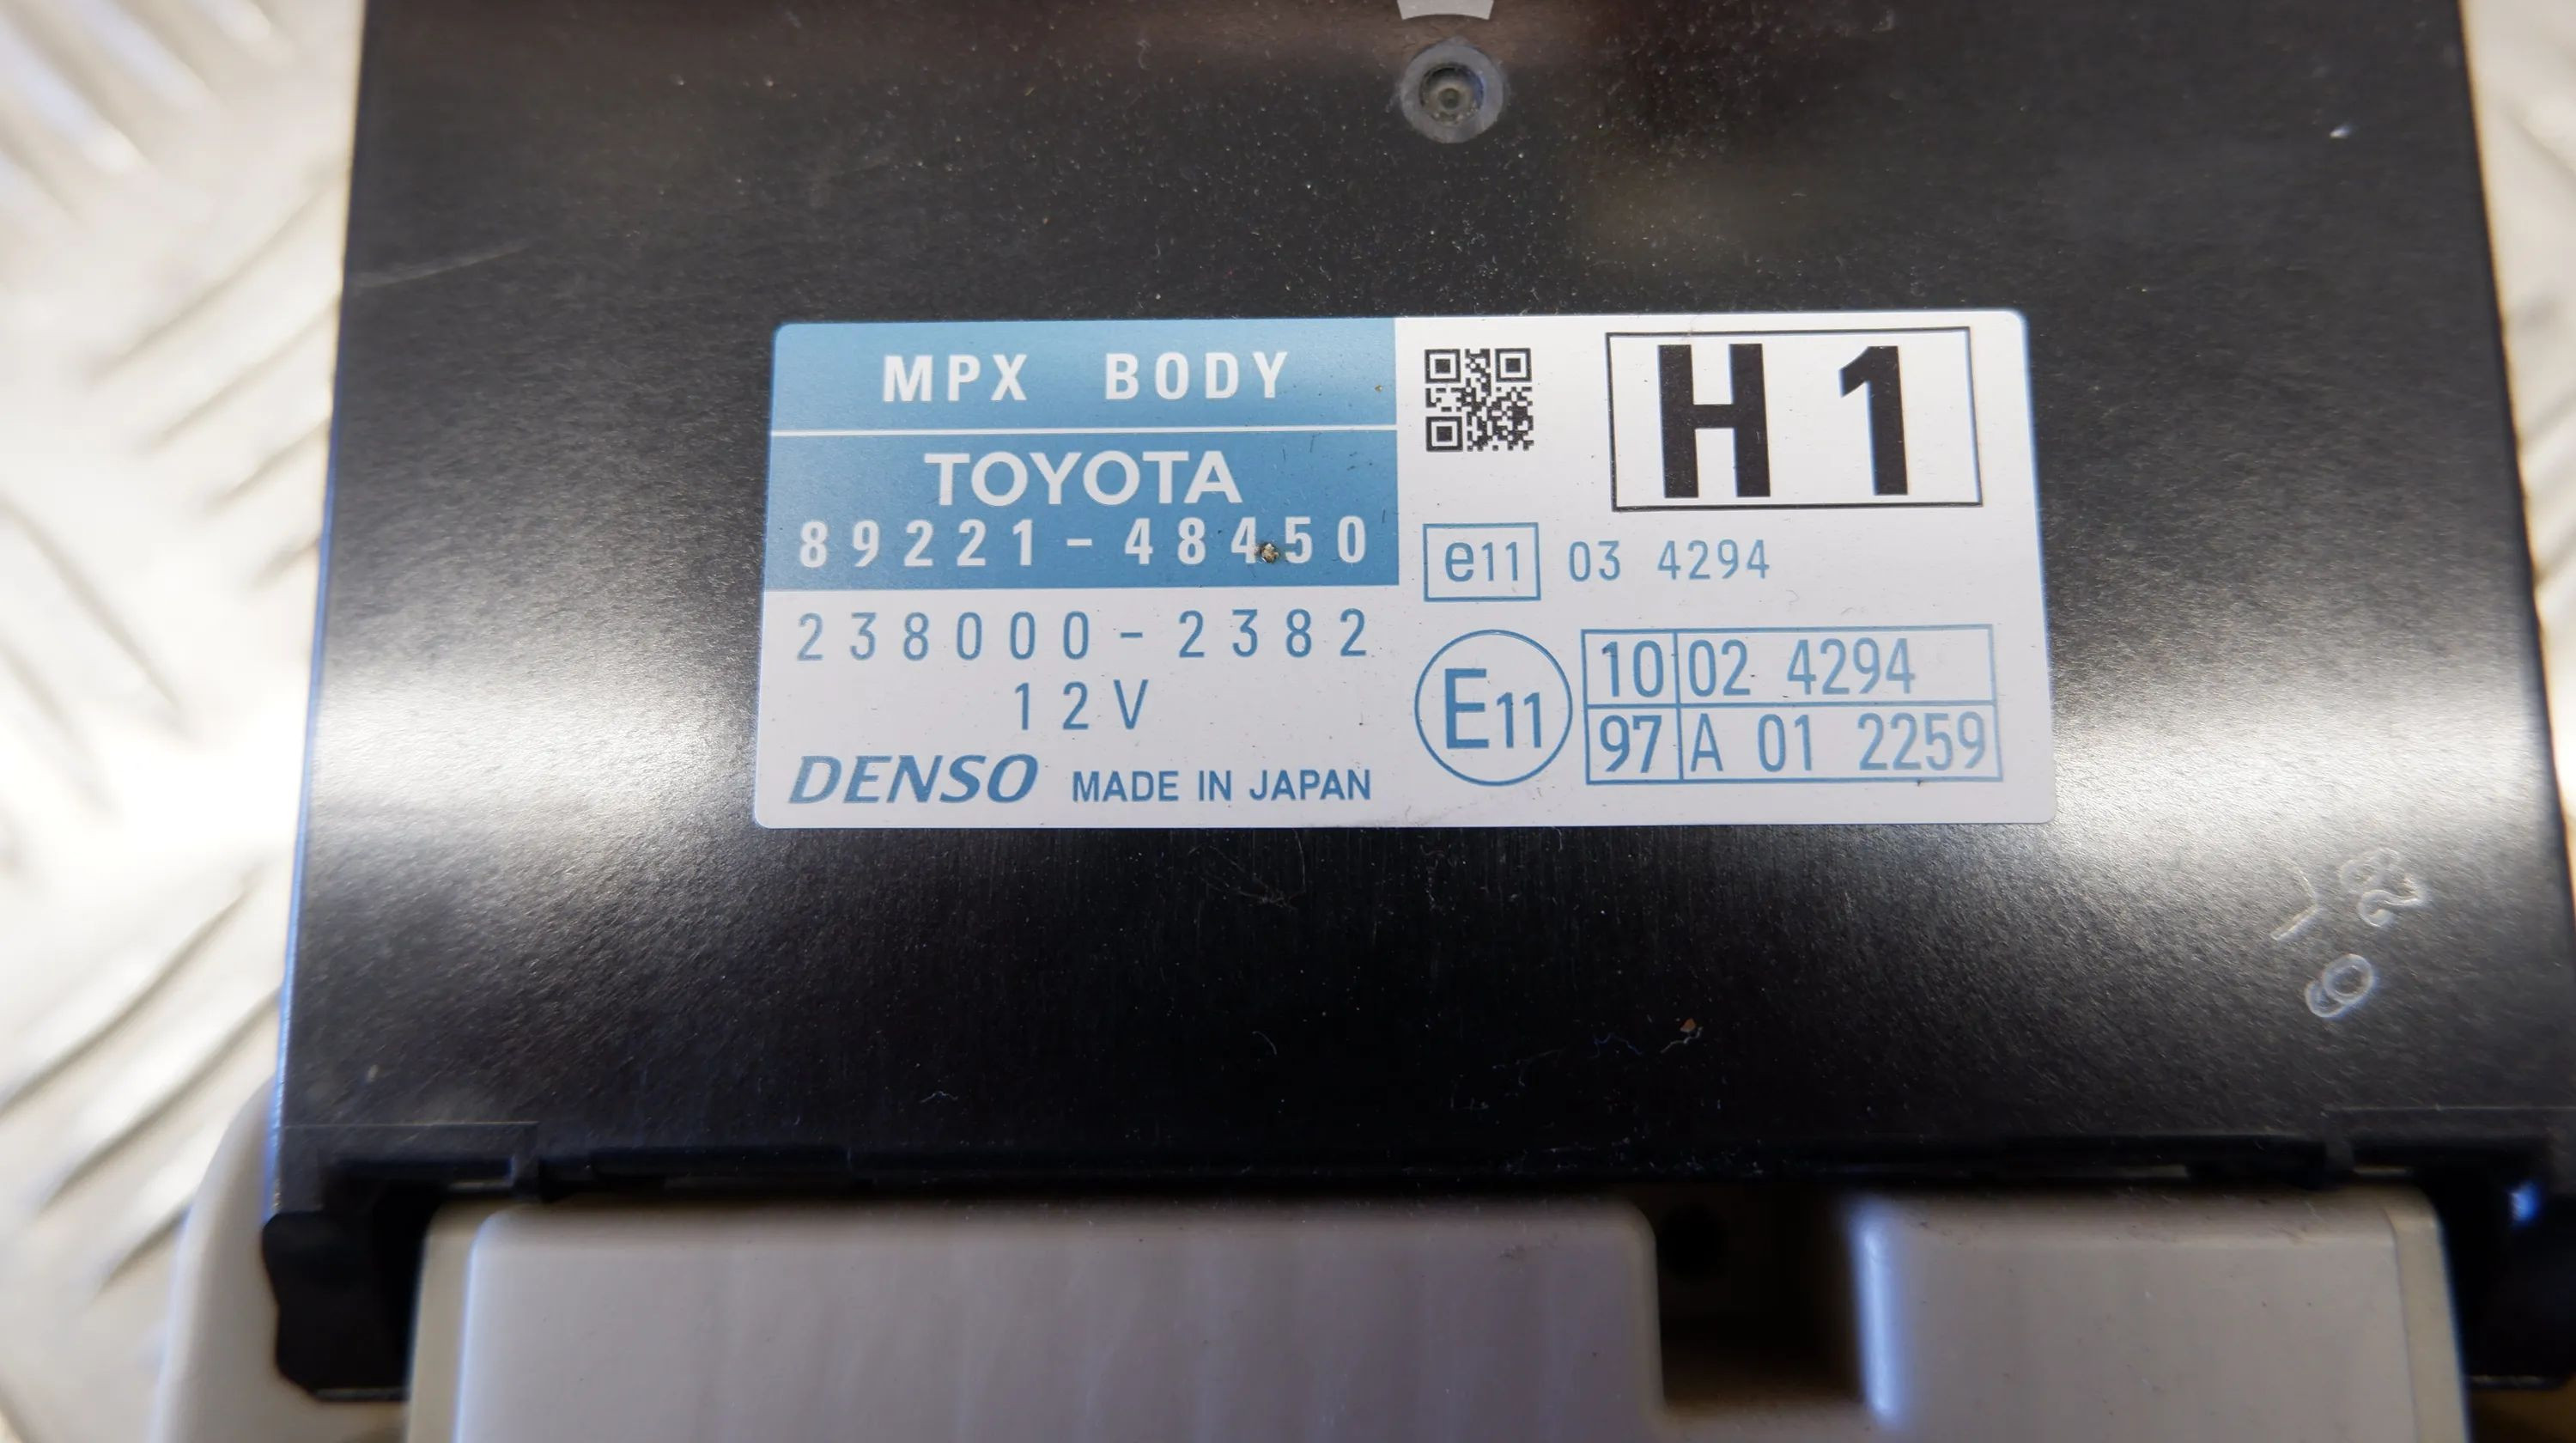 MPX BODY
TOYOTA
89221-48450
238000-2382
12V
DENSO MADE IN JAPAN
H1
e11 03 4294
E11
10 02 4294
97 A 01 2259